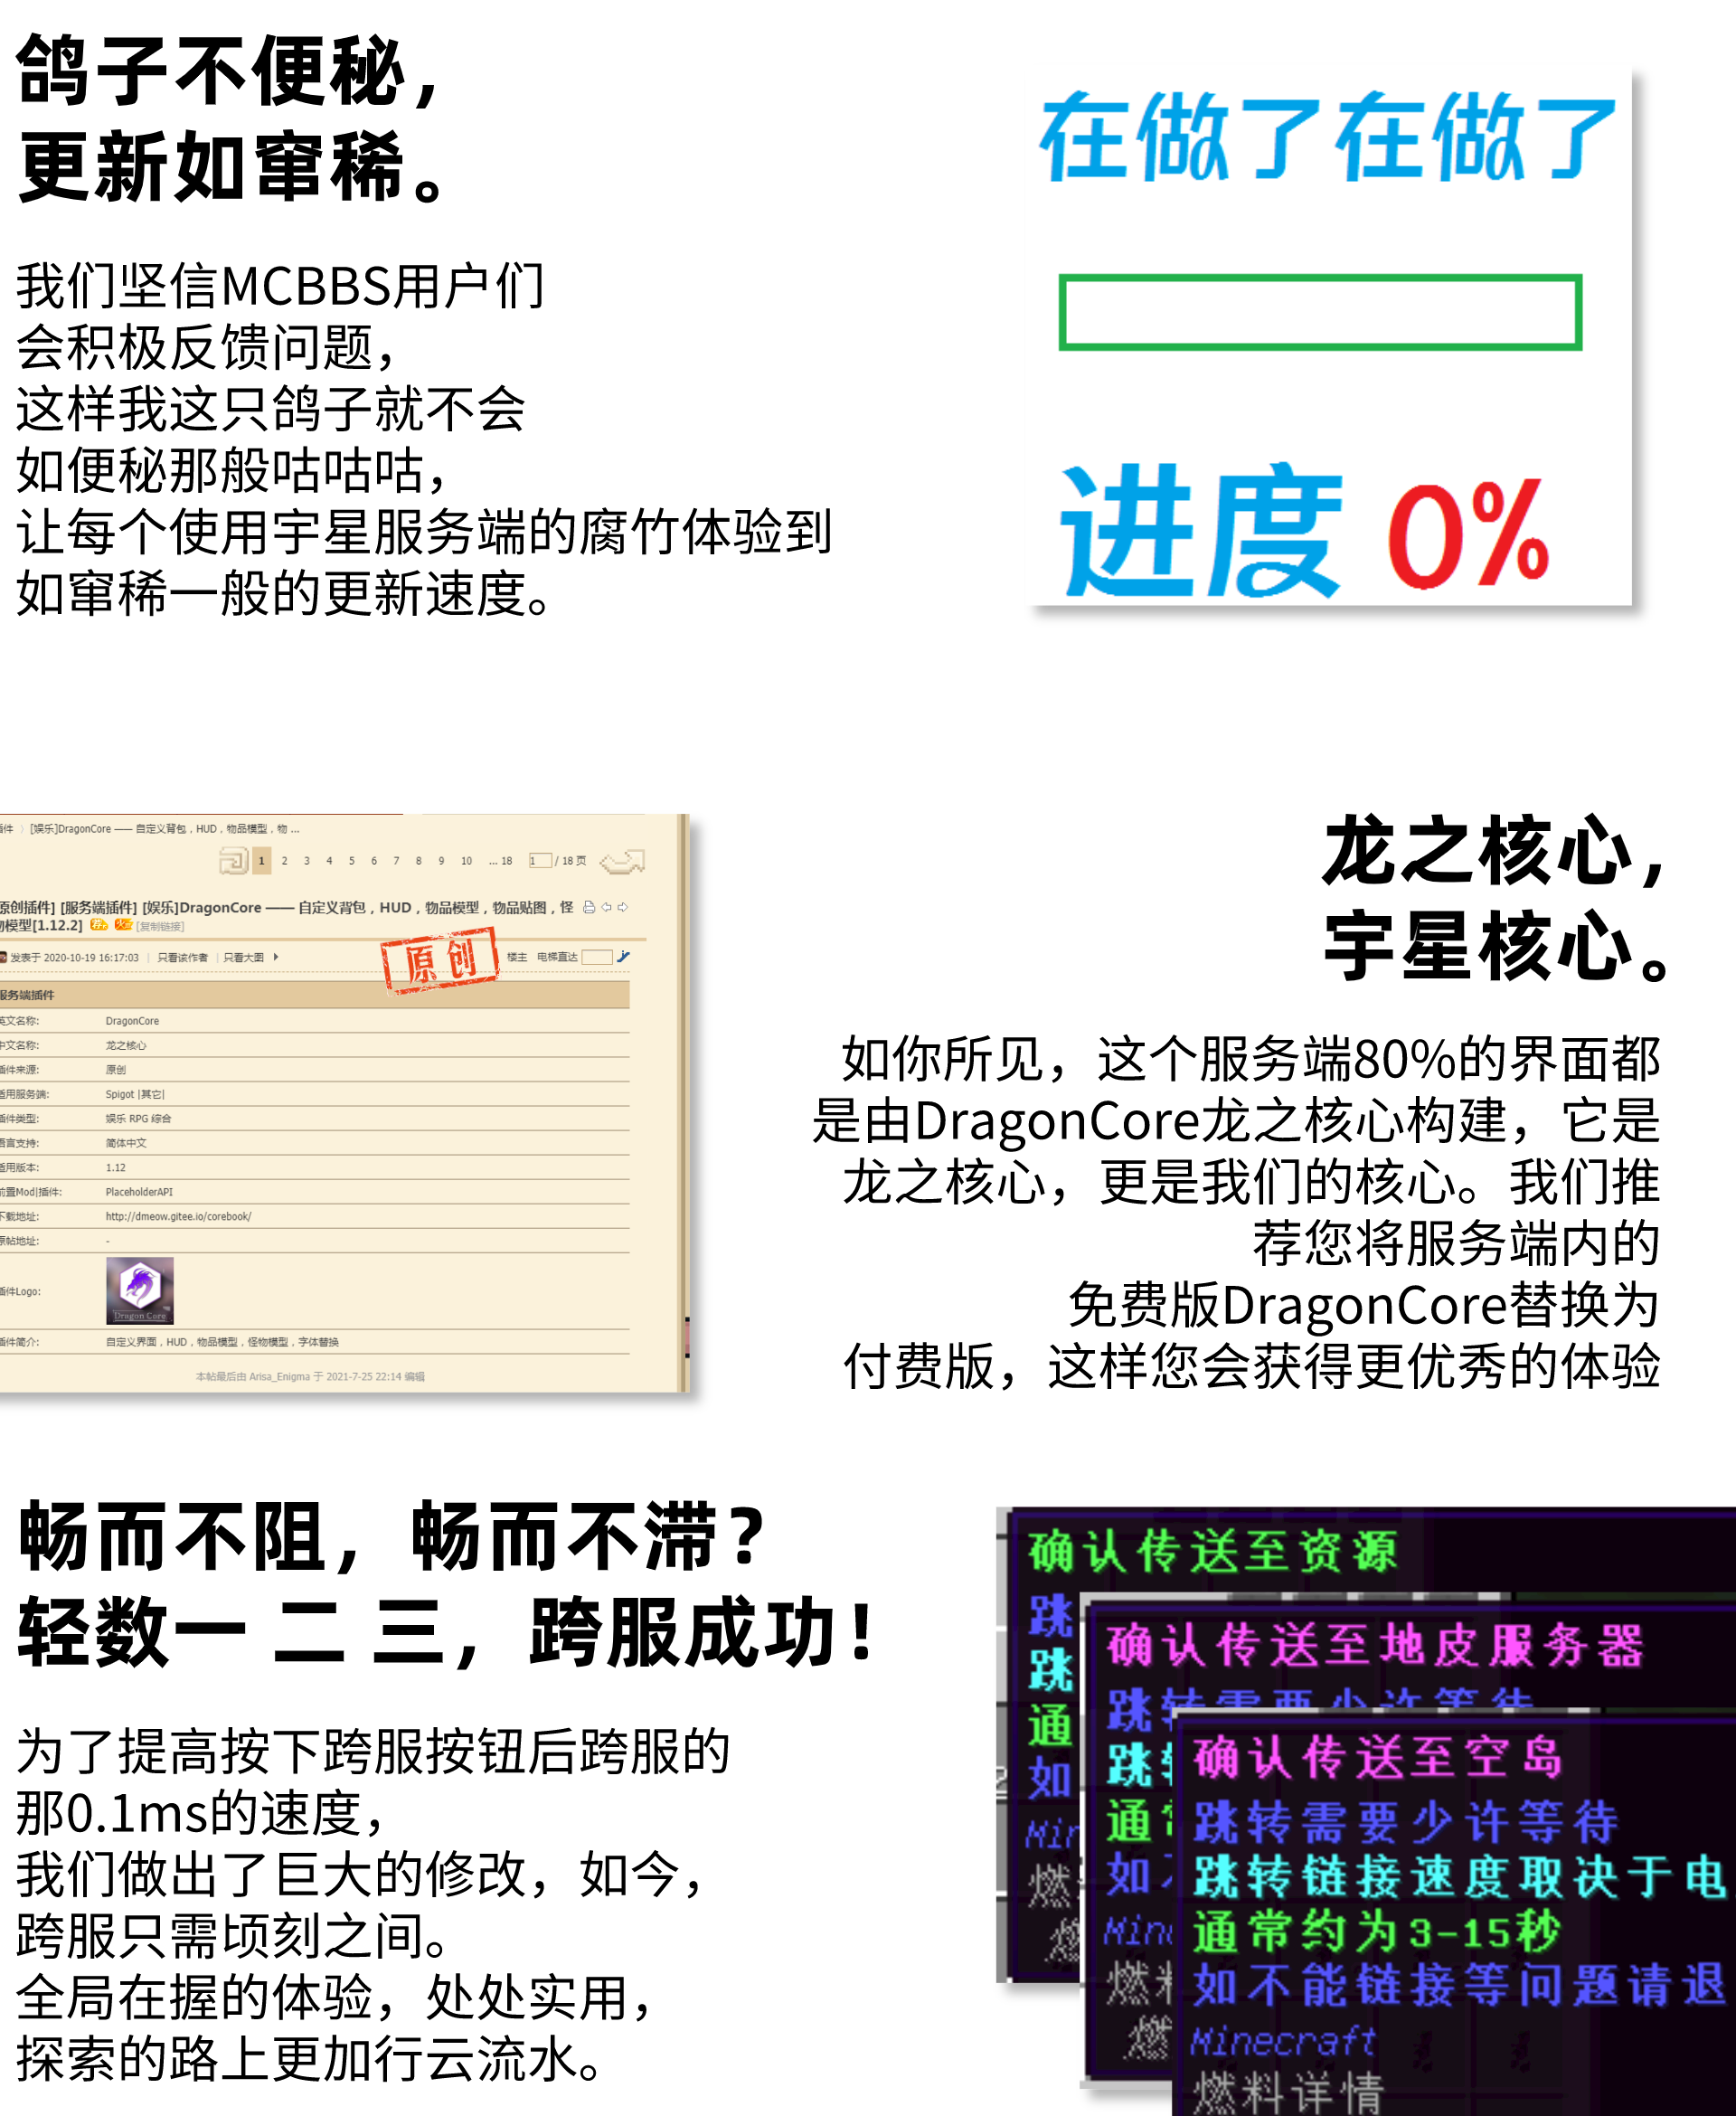 鸽子不便秘，
更新如窜稀。
我们坚信MCBBS用户们
会积极反馈问题，
这样我这只鸽子就不会
如便秘那般咕咕咕，
让每个使用宇星服务端的腐竹体验到
如窜稀一般的更新速度。
在做了在做了
进度 0%
插件 〉[娱乐]DragonCore —— 自定义背包，HUD，物品模型，物 ...
1 2 3 4 5 6 7 8 9 10 ... 18 1 / 18 页
原创插件] [服务端插件] [娱乐]DragonCore —— 自定义背包，HUD，物品模型，物品贴图，怪
物模型[1.12.2] [复制链接]
发表于 2020-10-19 16:17:03 | 只看该作者 | 只看大图
原创
楼主 电梯直达
服务端插件
英文名称: DragonCore
中文名称: 龙之核心
插件来源: 原创
适用服务端: Spigot |其它|
插件类型: 娱乐 RPG 综合
语言支持: 简体中文
适用版本: 1.12
前置Mod|插件: PlaceholderAPI
下载地址: http://dmeow.gitee.io/corebook/
原帖地址: -
插件Logo: Dragon Core
插件简介: 自定义界面，HUD，物品模型，怪物模型，字体替换
本帖最后由 Arisa_Enigma 于 2021-7-25 22:14 编辑
龙之核心，
宇星核心。
如你所见，这个服务端80%的界面都
是由DragonCore龙之核心构建，它是
龙之核心，更是我们的核心。我们推
荐您将服务端内的
免费版DragonCore替换为
付费版，这样您会获得更优秀的体验
畅而不阻，畅而不滞？
轻数一 二 三，跨服成功！
为了提高按下跨服按钮后跨服的
那0.1ms的速度，
我们做出了巨大的修改，如今，
跨服只需顷刻之间。
全局在握的体验，处处实用，
探索的路上更加行云流水。
确认传送至资源
跳
跳
通
如
Mir
燃
燃
确认传送至地皮服务器
跳转需要少许等待
跳转
通常
如不
Mine
燃料
燃
确认传送至空岛
跳转需要少许等待
跳转链接速度取决于电
通常约为3-15秒
如不能链接等问题请退
Minecraft
燃料详情